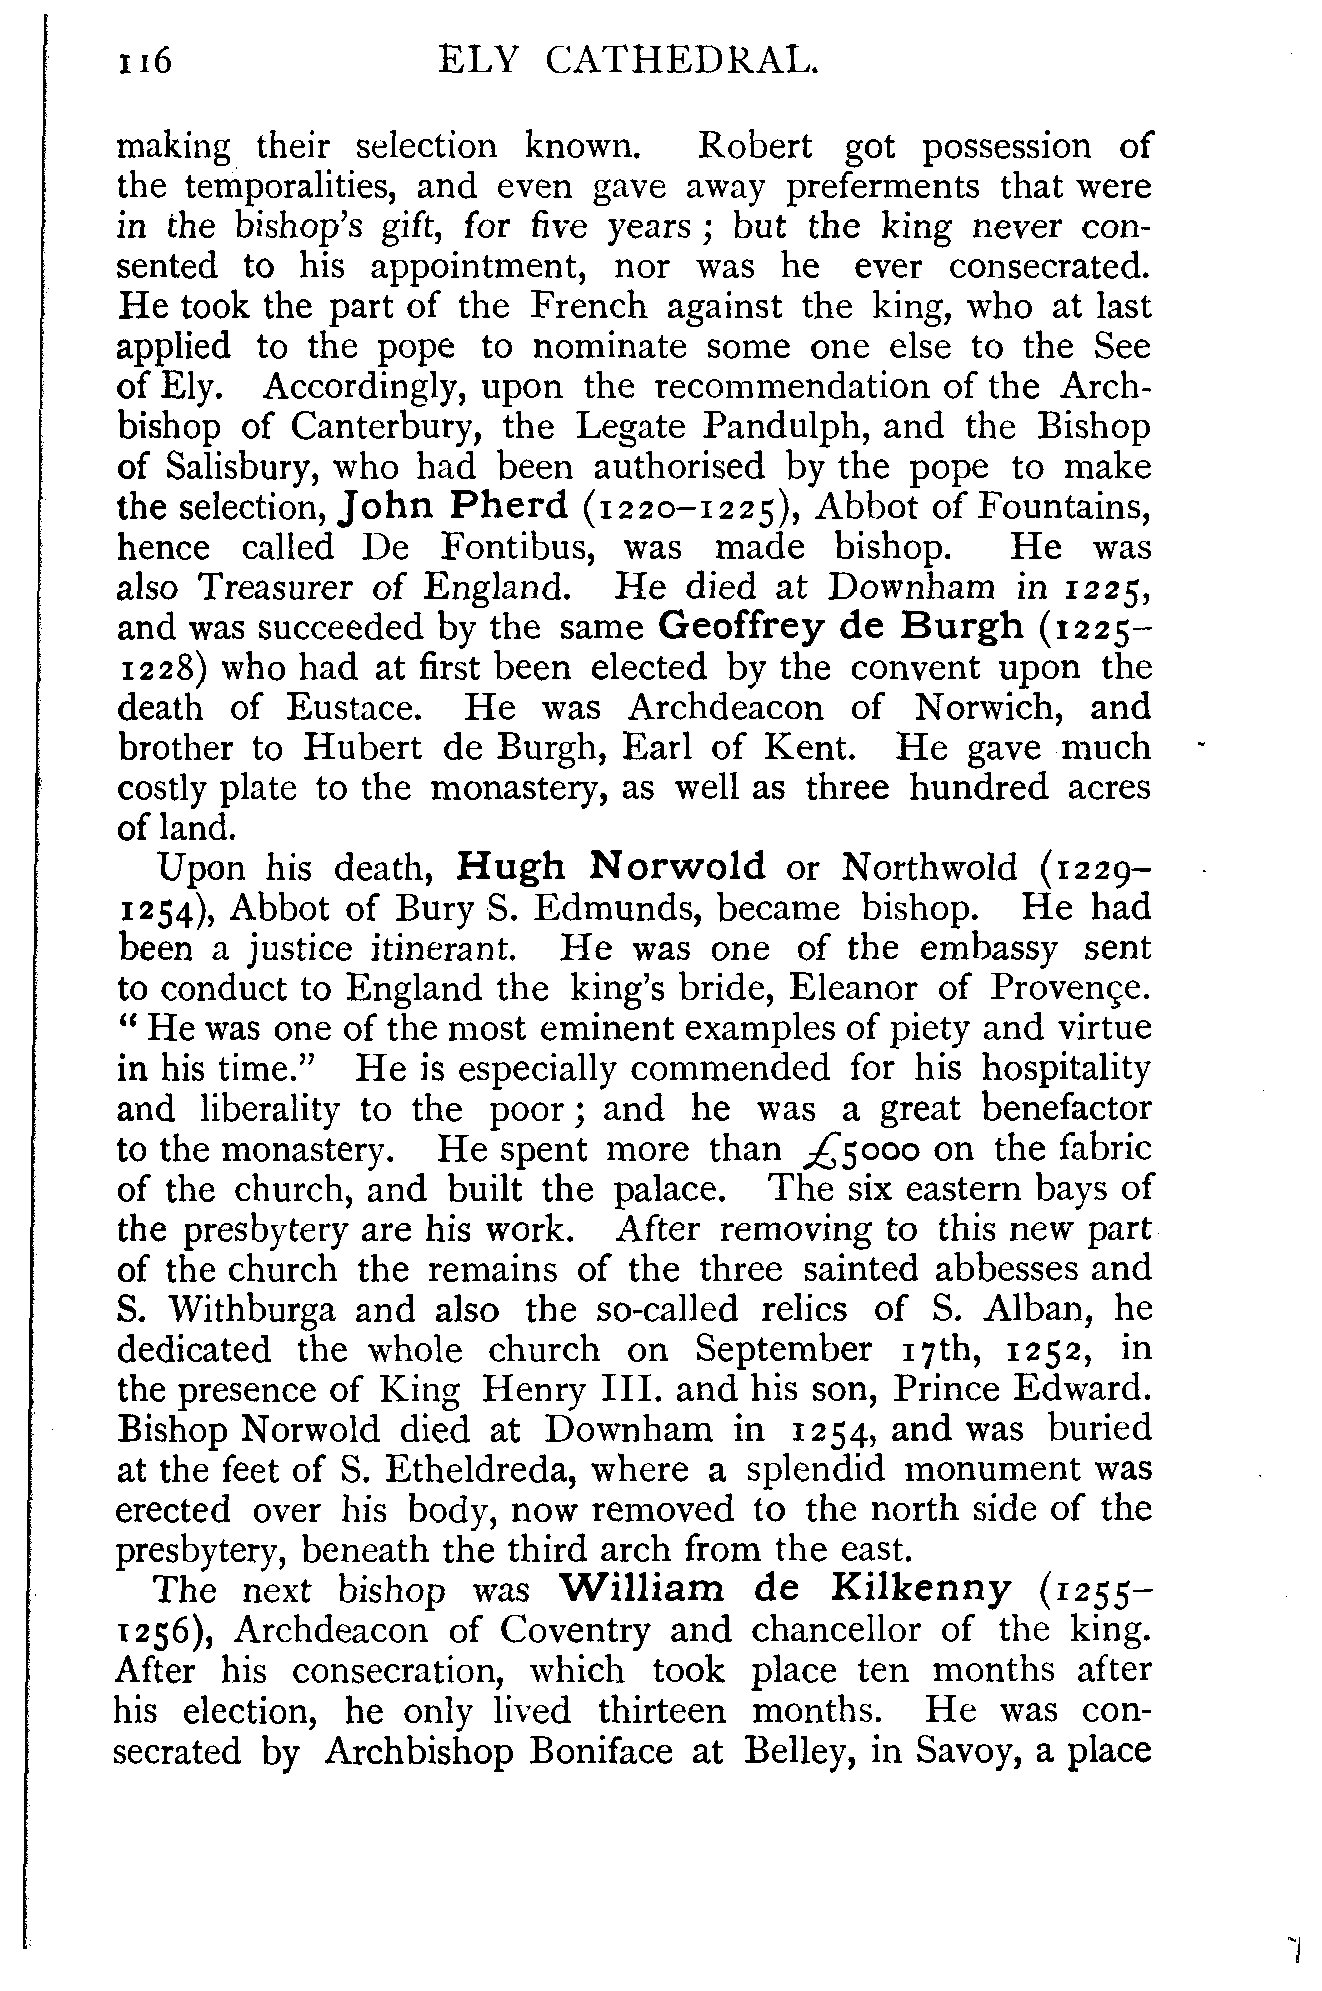 116 ELY CATHEDRAL.
making their selection known. Robert got possession of
the temporalities, and even gave away preferments that were
in the bishop's gift, for five years ; but the king never con-
sented to his appointment, nor was he ever consecrated.
He took the part of the French against the king, who at last
applied to the pope to nominate some one else to the See
of Ely. Accordingly, upon the recommendation of the Arch-
bishop of Canterbury, the Legate Pandulph, and the Bishop
of Salisbury, who had been authorised by the pope to make
the selection, John Pherd (1220–1225), Abbot of Fountains,
hence called De Fontibus, was made bishop. He was
also Treasurer of England. He died at Downham in 1225,
and was succeeded by the same Geoffrey de Burgh (1225–
1228) who had at first been elected by the convent upon the
death of Eustace. He was Archdeacon of Norwich, and
brother to Hubert de Burgh, Earl of Kent. He gave much
costly plate to the monastery, as well as three hundred acres
of land.
Upon his death, Hugh Norwold or Northwold (1229–
1254), Abbot of Bury S. Edmunds, became bishop. He had
been a justice itinerant. He was one of the embassy sent
to conduct to England the king's bride, Eleanor of Provençe.
“ He was one of the most eminent examples of piety and virtue
in his time.” He is especially commended for his hospitality
and liberality to the poor ; and he was a great benefactor
to the monastery. He spent more than £5000 on the fabric
of the church, and built the palace. The six eastern bays of
the presbytery are his work. After removing to this new part
of the church the remains of the three sainted abbesses and
S. Withburga and also the so-called relics of S. Alban, he
dedicated the whole church on September 17th, 1252, in
the presence of King Henry III. and his son, Prince Edward.
Bishop Norwold died at Downham in 1254, and was buried
at the feet of S. Etheldreda, where a splendid monument was
erected over his body, now removed to the north side of the
presbytery, beneath the third arch from the east.
The next bishop was William de Kilkenny (1255–
1256), Archdeacon of Coventry and chancellor of the king.
After his consecration, which took place ten months after
his election, he only lived thirteen months. He was con-
secrated by Archbishop Boniface at Belley, in Savoy, a place